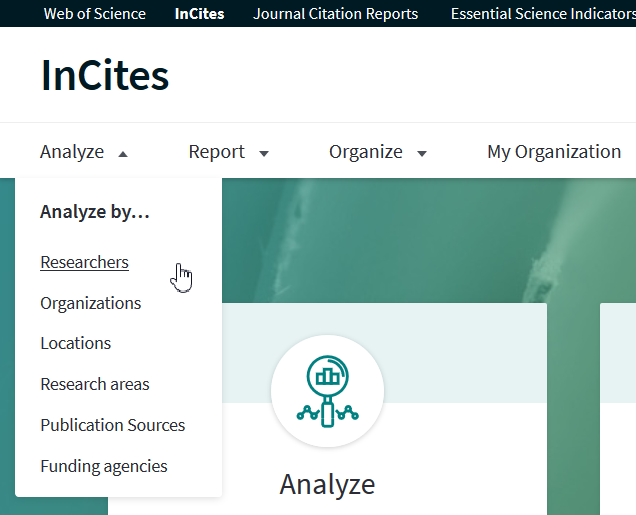 Web of Science InCites Journal Citation Reports Essential Science Indicators
InCites
Analyze Report Organize My Organization
Analyze by...
Researchers
Organizations
Locations
Research areas
Publication Sources
Funding agencies
Analyze